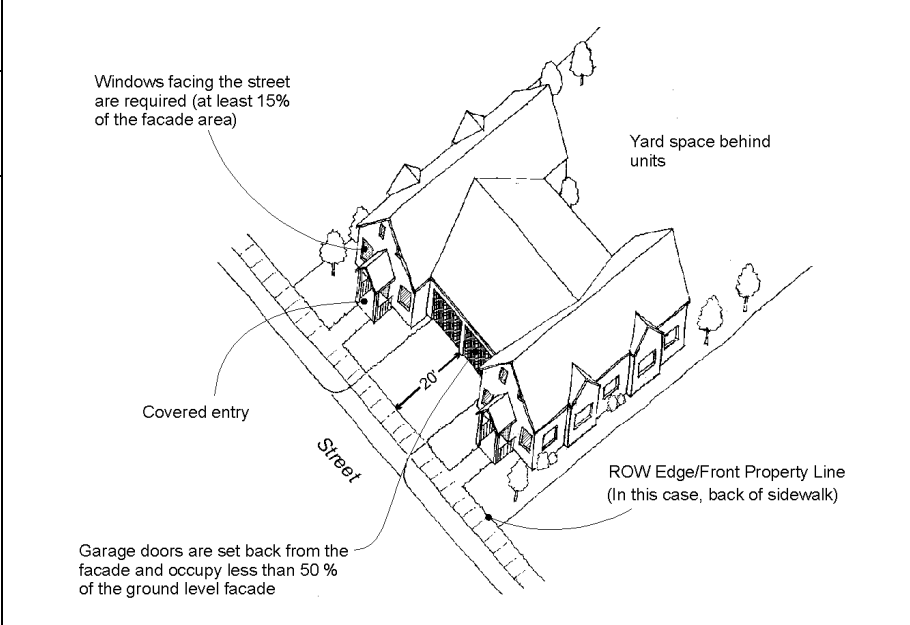 Windows facing the street
are required (at least 15%
of the facade area)
Yard space behind
units
20'
Covered entry
Street
ROW Edge/Front Property Line
(In this case, back of sidewalk)
Garage doors are set back from the
facade and occupy less than 50 %
of the ground level facade